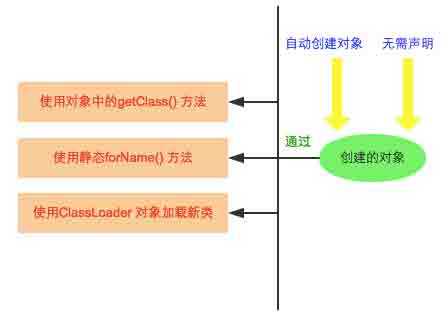 自动创建对象 无需声明
使用对象中的getClass() 方法
通过
使用静态forName() 方法
创建的对象
使用ClassLoader 对象加载新类